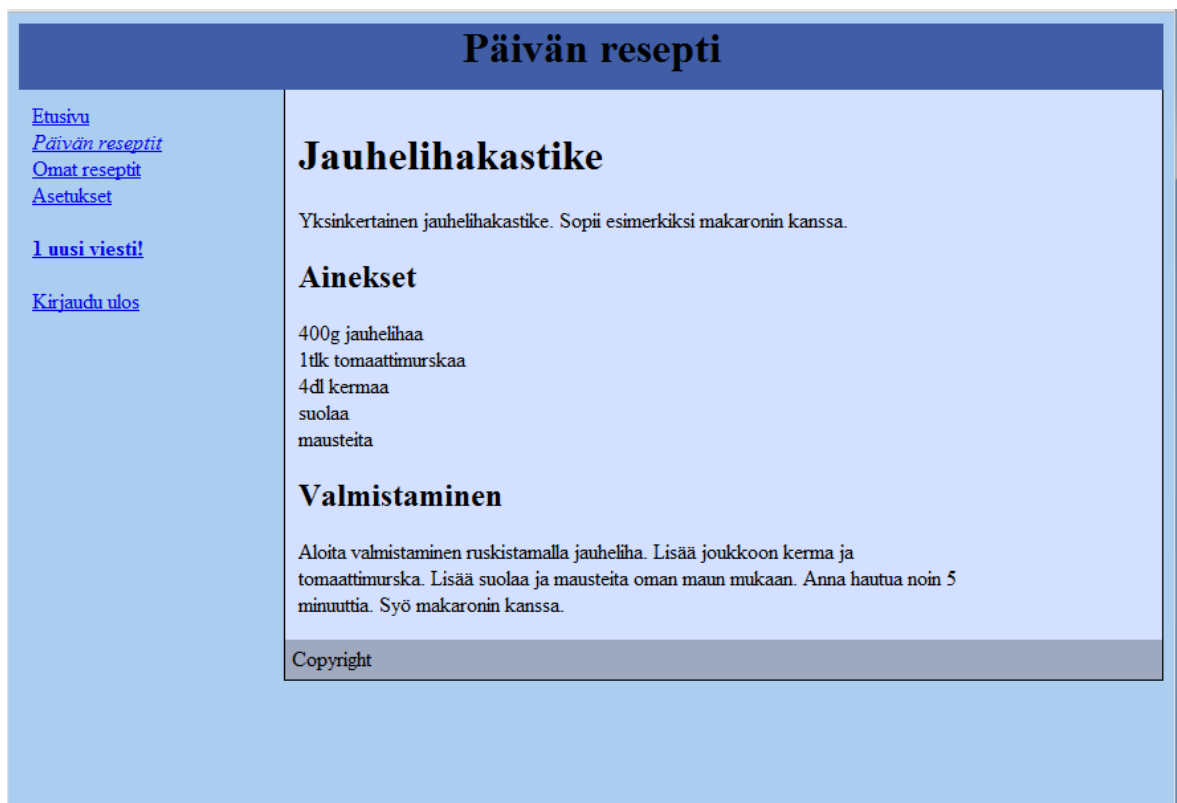 Päivän resepti
Etusivu
Päivän reseptit
Omat reseptit
Asetukset
1 uusi viesti!
Kirjaudu ulos
Jauhelihakastike
Yksinkertainen jauhelihakastike. Sopii esimerkiksi makaronin kanssa.
Ainekset
400g jauhelihaa
1tlk tomaattimurskaa
4dl kermaa
suolaa
mausteita
Valmistaminen
Aloita valmistaminen ruskistamalla jauheliha. Lisää joukkoon kerma ja
tomaattimurska. Lisää suolaa ja mausteita oman maun mukaan. Anna hautua noin 5
minuuttia. Syö makaronin kanssa.
Copyright